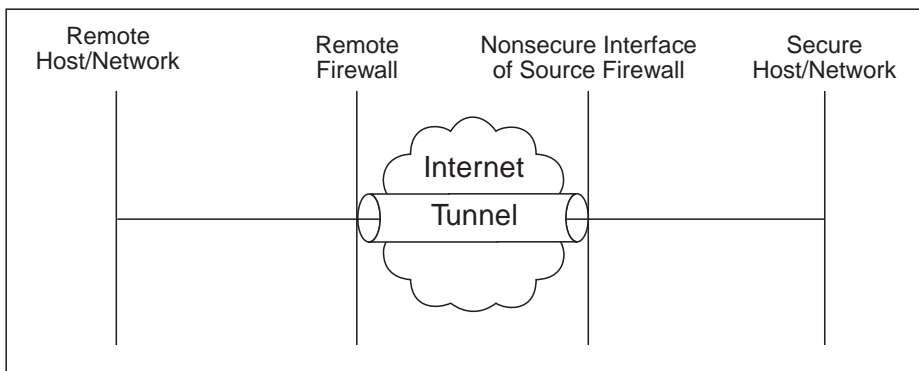 Remote
Host/Network
Remote
Firewall
Nonsecure Interface
of Source Firewall
Secure
Host/Network
Internet
Tunnel